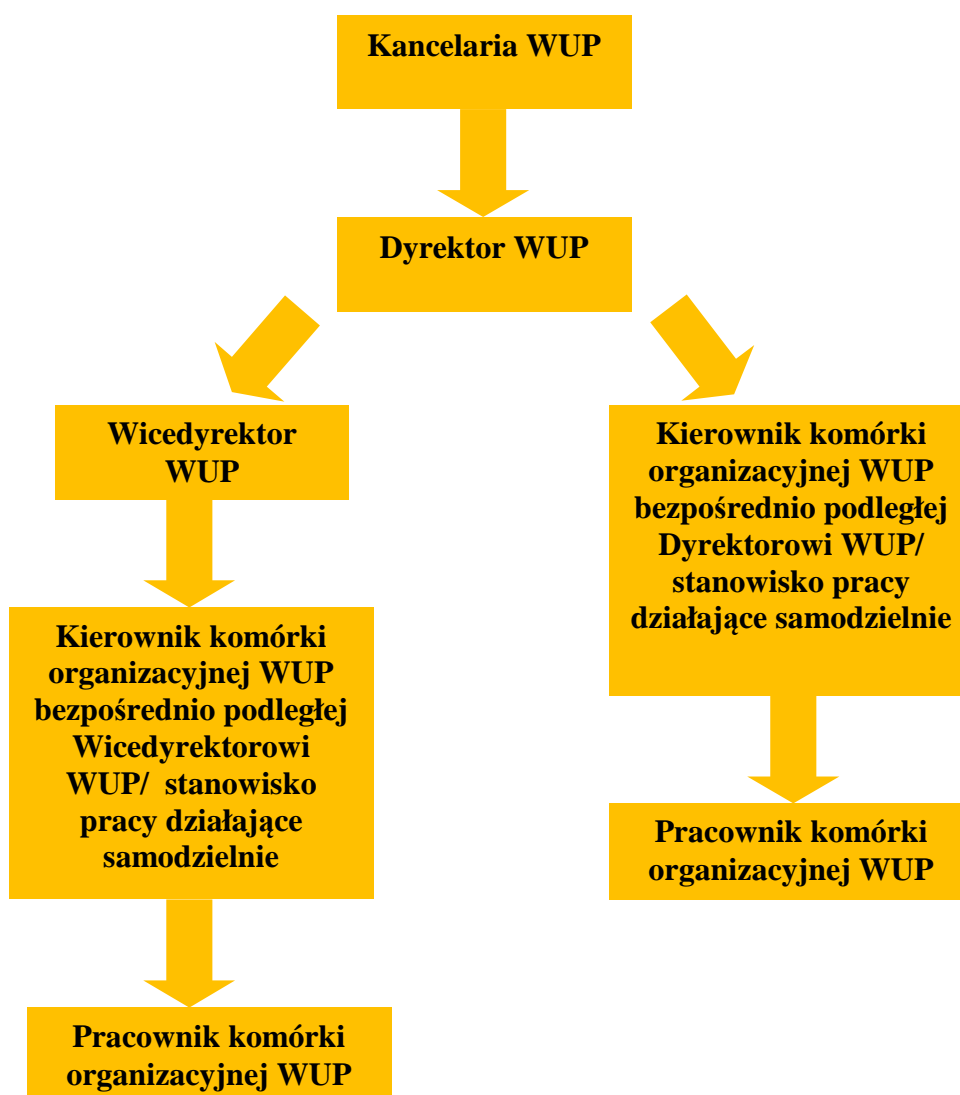 Kancelaria WUP
Dyrektor WUP
Wicedyrektor
WUP
Kierownik komórki
organizacyjnej WUP
bezpośrednio podległej
Wicedyrektorowi
WUP/ stanowisko
pracy działające
samodzielnie
Pracownik komórki
organizacyjnej WUP
Kierownik komórki
organizacyjnej WUP
bezpośrednio podległej
Dyrektorowi WUP/
stanowisko pracy
działające samodzielnie
Pracownik komórki
organizacyjnej WUP